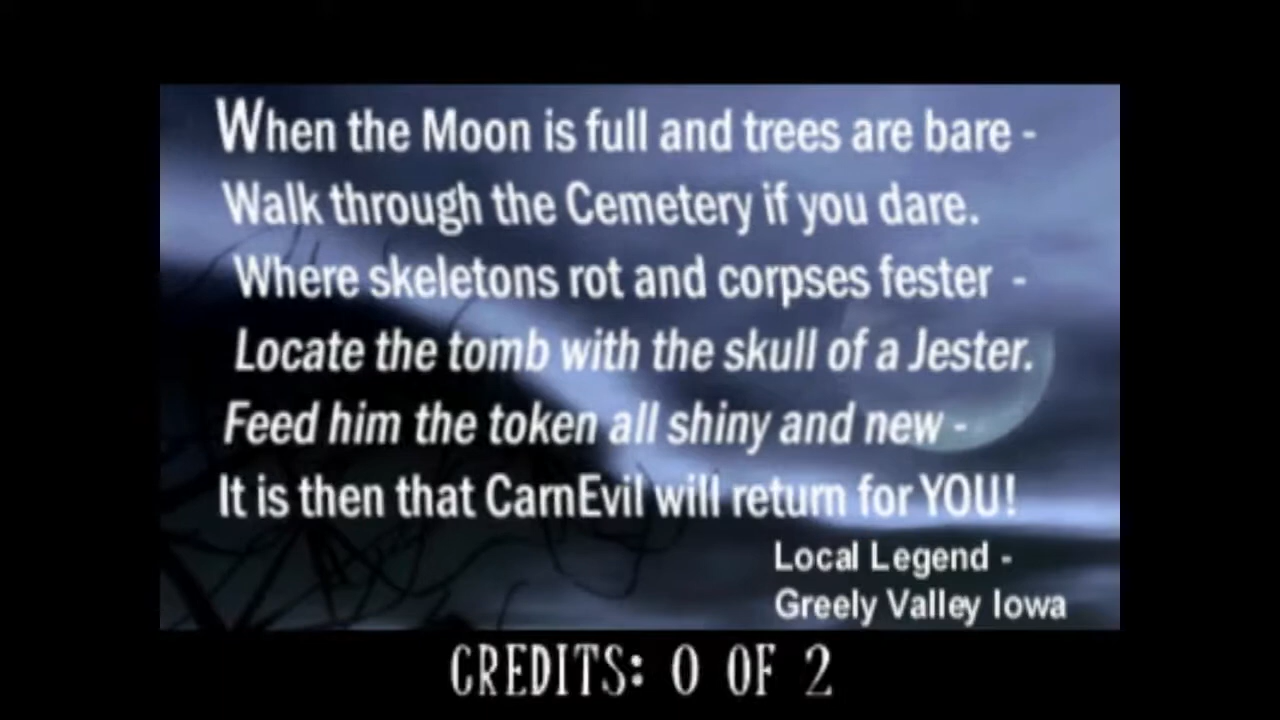 When the Moon is full and trees are bare -
Walk through the Cemetery if you dare.
Where skeletons rot and corpses fester -
Locate the tomb with the skull of a Jester.
Feed him the token all shiny and new -
It is then that CarnEvil will return for YOU!
Local Legend -
Greely Valley Iowa
CREDITS: 0 OF 2